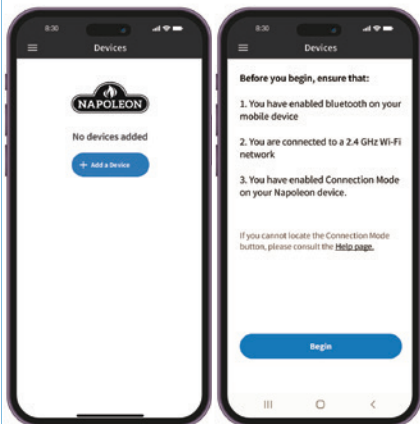 8:30
Devices
NAPOLEON
No devices added
+ Add a Device
8:30
Devices
Before you begin, ensure that:
1. You have enabled bluetooth on your
mobile device
2. You are connected to a 2.4 GHz Wi-Fi
network
3. You have enabled Connection Mode
on your Napoleon device.
If you cannot locate the Connection Mode
button, please consult the Help page.
Begin